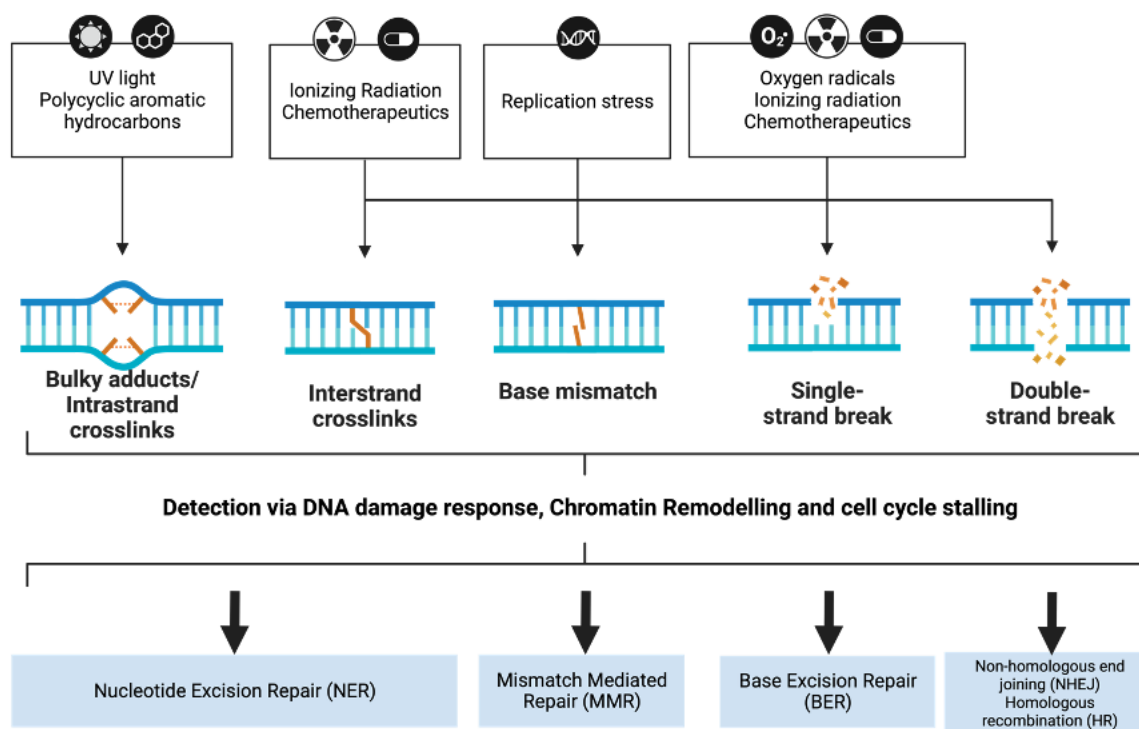 UV light
Polycyclic aromatic
hydrocarbons
Ionizing Radiation
Chemotherapeutics
Replication stress
O₂•
Oxygen radicals
Ionizing radiation
Chemotherapeutics
Bulky adducts/
Intrastrand
crosslinks
Interstrand
crosslinks
Base mismatch
Single-
strand break
Double-
strand break
Detection via DNA damage response, Chromatin Remodelling and cell cycle stalling
Nucleotide Excision Repair (NER)
Mismatch Mediated
Repair (MMR)
Base Excision Repair
(BER)
Non-homologous end
joining (NHEJ)
Homologous
recombination (HR)